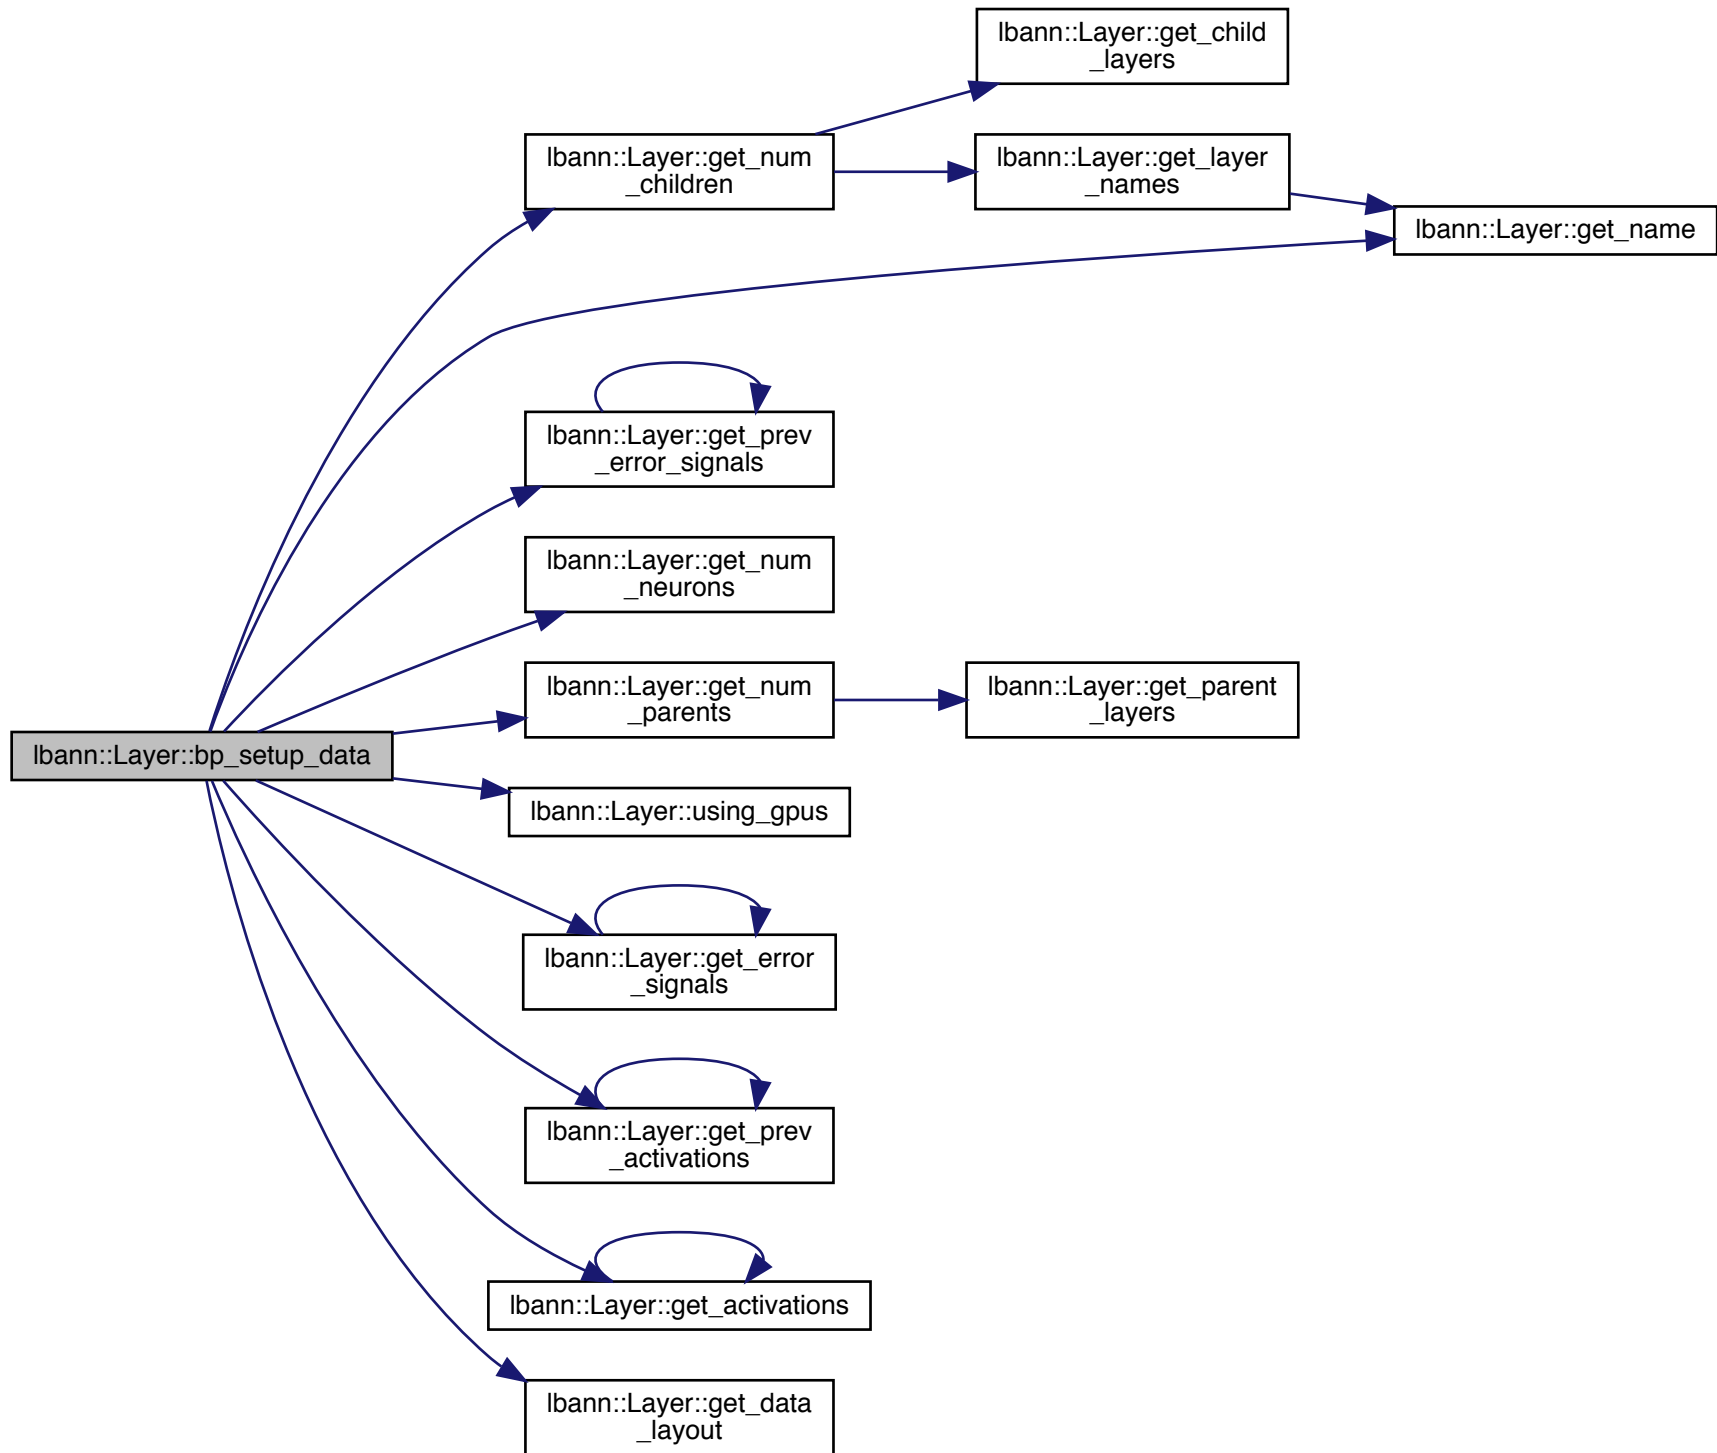 lbann::Layer::get_child
_layers
lbann::Layer::get_num
_children
lbann::Layer::get_layer
_names
lbann::Layer::get_name
lbann::Layer::get_prev
_error_signals
lbann::Layer::get_num
_neurons
lbann::Layer::get_num
_parents
lbann::Layer::get_parent
_layers
lbann::Layer::bp_setup_data
lbann::Layer::using_gpus
lbann::Layer::get_error
_signals
lbann::Layer::get_prev
_activations
lbann::Layer::get_activations
lbann::Layer::get_data
_layout